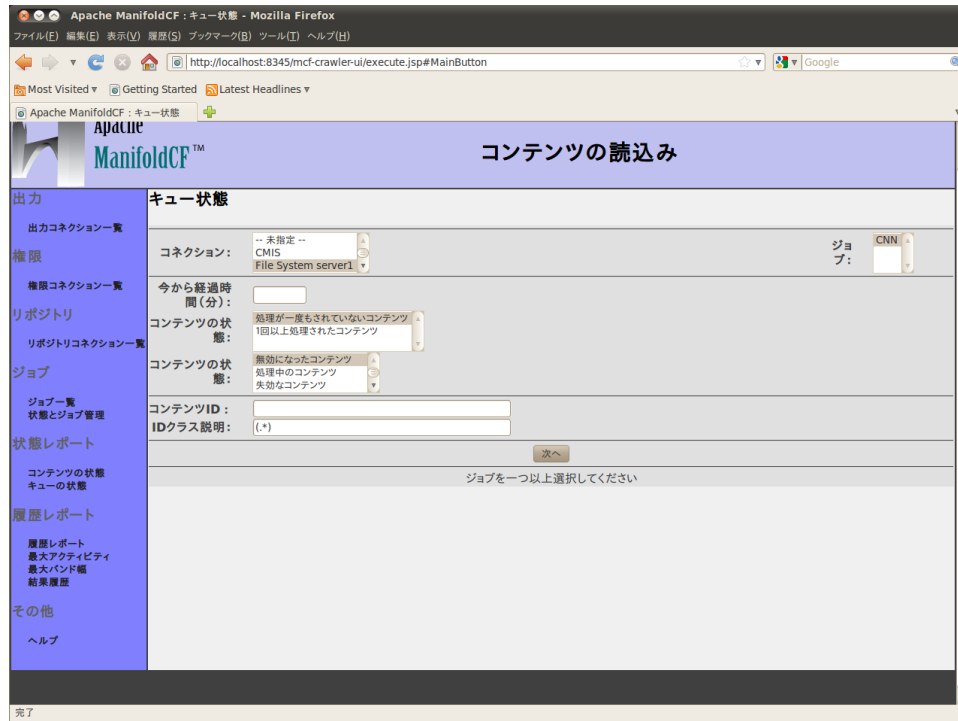 Apache ManifoldCF : キュー状態 - Mozilla Firefox
ファイル(F) 編集(E) 表示(V) 履歴(S) ブックマーク(B) ツール(T) ヘルプ(H)
http://localhost:8345/mcf-crawler-ui/execute.jsp#MainButton
Google
Most Visited
Getting Started
Latest Headlines
Apache ManifoldCF : キュー状態
Apache
ManifoldCF™
コンテンツの読込み
出力
出力コネクション一覧
権限
権限コネクション一覧
リポジトリ
リポジトリコネクション一覧
ジョブ
ジョブ一覧
状態とジョブ管理
状態レポート
コンテンツの状態
キューの状態
履歴レポート
履歴レポート
最大アクティビティ
最大バンド幅
結果履歴
その他
ヘルプ
キュー状態
コネクション:
-- 未指定 --
CMIS
File System server1
ジョ
ブ:
CNN
今から経過時
間(分):
コンテンツの状
態:
処理が一度もされていないコンテンツ
1回以上処理されたコンテンツ
コンテンツの状
態:
無効になったコンテンツ
処理中のコンテンツ
失効なコンテンツ
コンテンツID :
IDクラス説明:
(.*)
次へ
ジョブを一つ以上選択してください
完了